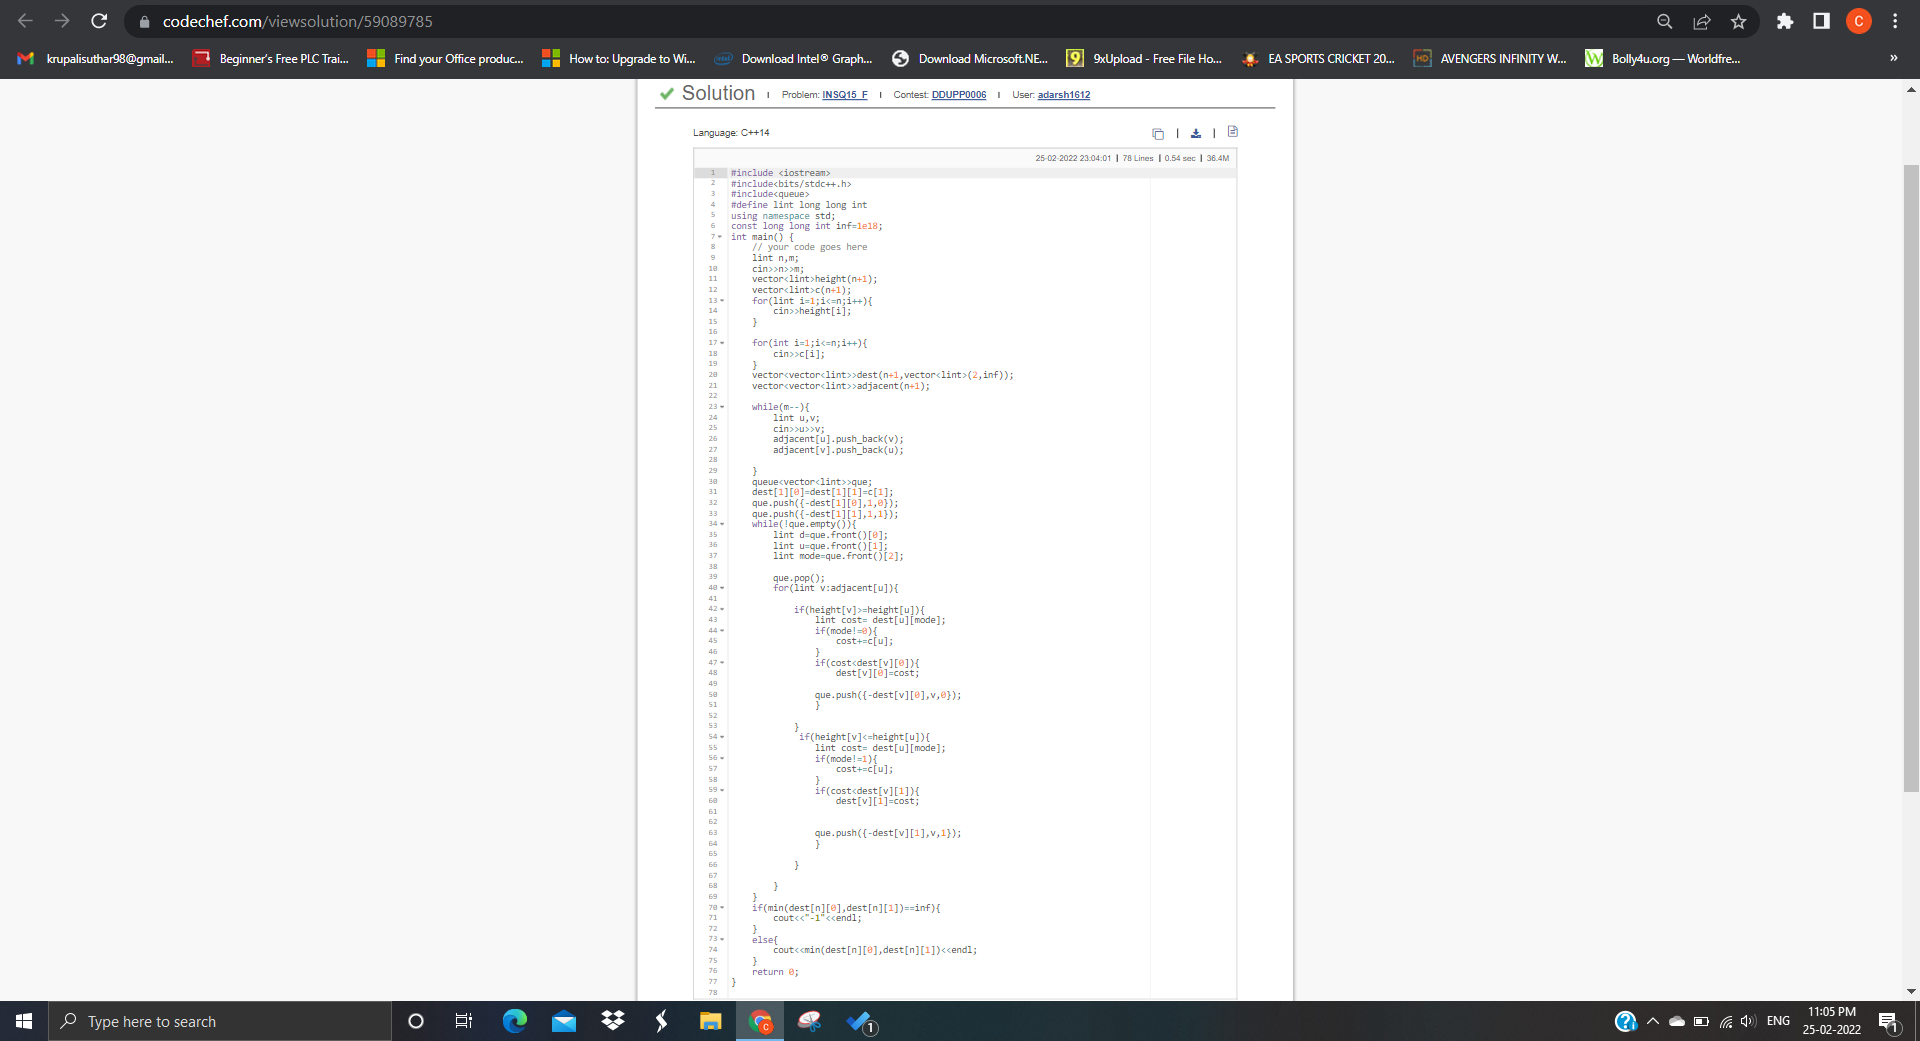 codechef.com/viewsolution/59089785
C
krupalisuthar98@gmail...
Beginner's Free PLC Trai...
Find your Office produc...
How to: Upgrade to Wi...
intel
Download Intel® Graph...
Download Microsoft.NE...
9
9xUpload - Free File Ho...
EA SPORTS CRICKET 20...
HD
AVENGERS INFINITY W...
W
Bolly4u.org — Worldfre...
»
Solution | Problem: INSQ15_F | Contest: DDUPP0006 | User: adarsh1612
Language: C++14
25-02-2022 23:04:01 | 78 Lines | 0.54 sec | 36.4M
1 #include <iostream>
2 #include<bits/stdc++.h>
3 #include<queue>
4 #define lint long long int
5 using namespace std;
6 const long long int inf=1e18;
7 int main() {
8 // your code goes here
9 lint n,m;
10 cin>>n>>m;
11 vector<lint>height(n+1);
12 vector<lint>c(n+1);
13 for(lint i=1;i<=n;i++){
14 cin>>height[i];
15 }
16
17 for(int i=1;i<=n;i++){
18 cin>>c[i];
19 }
20 vector<vector<lint>>dest(n+1,vector<lint>(2,inf));
21 vector<vector<lint>>adjacent(n+1);
22
23 while(m--){
24 lint u,v;
25 cin>>u>>v;
26 adjacent[u].push_back(v);
27 adjacent[v].push_back(u);
28
29 }
30 queue<vector<lint>>que;
31 dest[1][0]=dest[1][1]=c[1];
32 que.push({-dest[1][0],1,0});
33 que.push({-dest[1][1],1,1});
34 while(!que.empty()){
35 lint d=que.front()[0];
36 lint u=que.front()[1];
37 lint mode=que.front()[2];
38
39 que.pop();
40 for(lint v:adjacent[u]){
41
42 if(height[v]>=height[u]){
43 lint cost= dest[u][mode];
44 if(mode!=0){
45 cost+=c[u];
46 }
47 if(cost<dest[v][0]){
48 dest[v][0]=cost;
49
50 que.push({-dest[v][0],v,0});
51 }
52
53 }
54 if(height[v]<=height[u]){
55 lint cost= dest[u][mode];
56 if(mode!=1){
57 cost+=c[u];
58 }
59 if(cost<dest[v][1]){
60 dest[v][1]=cost;
61
62
63 que.push({-dest[v][1],v,1});
64 }
65
66 }
67
68 }
69 }
70 if(min(dest[n][0],dest[n][1])==inf){
71 cout<<"-1"<<endl;
72 }
73 else{
74 cout<<min(dest[n][0],dest[n][1])<<endl;
75 }
76 return 0;
77 }
78
Type here to search
C
1
ENG
11:05 PM
25-02-2022
1